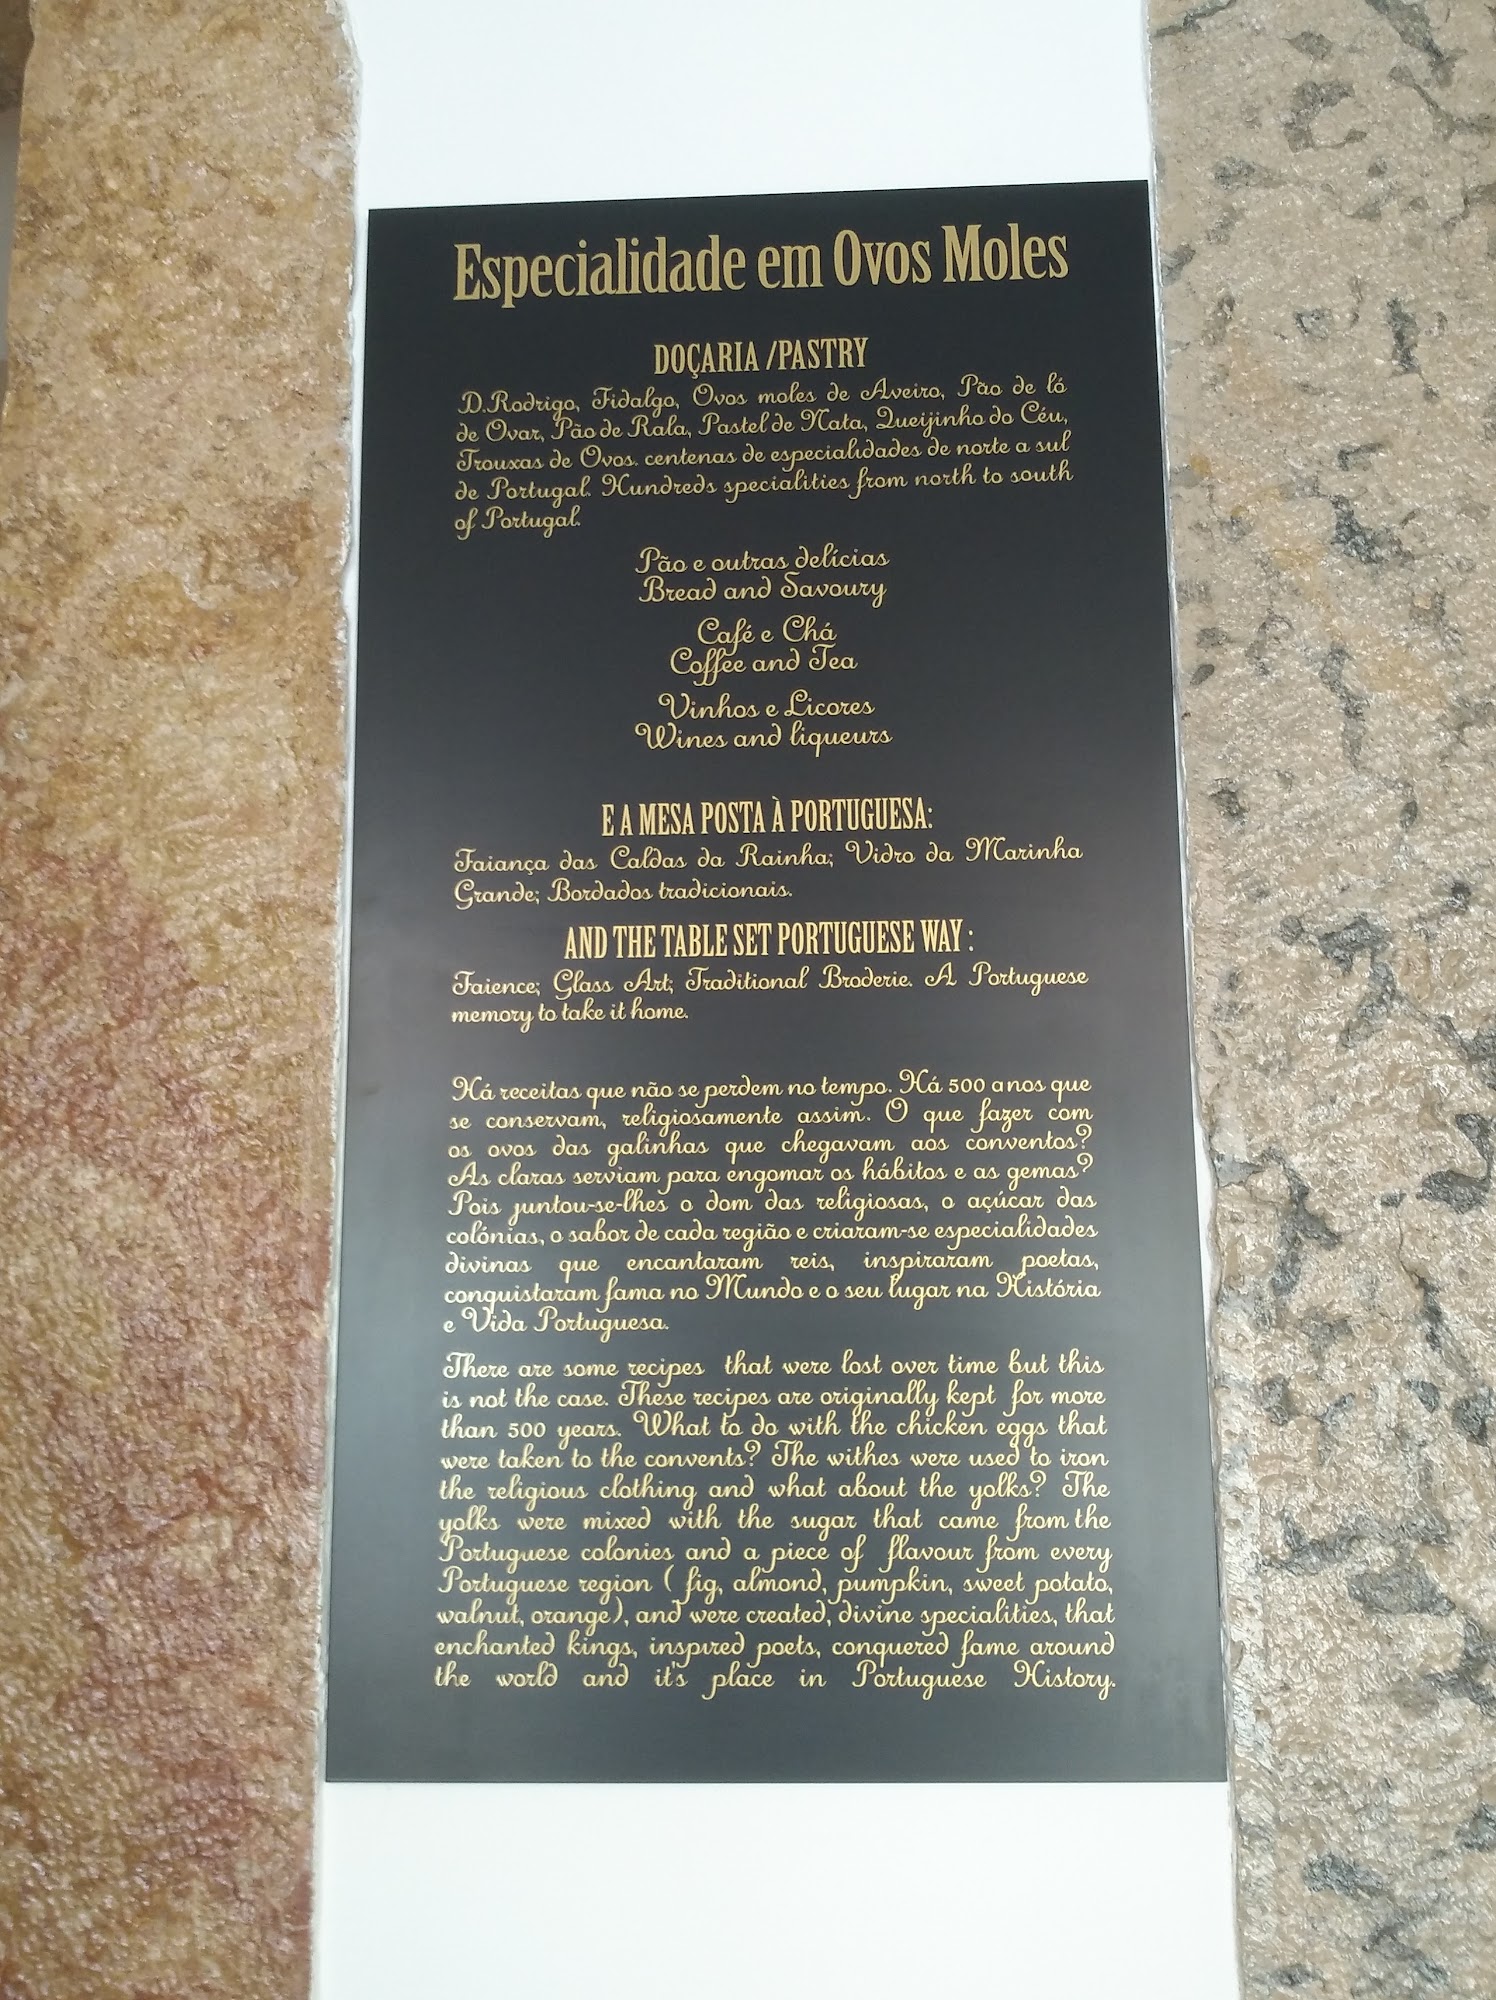 Especialidade em Ovos Moles
DOÇARIA /PASTRY
D.Rodrigo, Fidalgo, Ovos moles de Aveiro, Pão de ló
de Ovar, Pão de Rala, Pastel de Nata, Queijinho do Céu,
Trouxas de Ovos. centenas de especialidades de norte a sul
de Portugal. Hundreds specialities from north to south
of Portugal.
Pão e outras delícias
Bread and Savoury
Café e Chá
Coffee and Tea
Vinhos e Licores
Wines and liqueurs
E A MESA POSTA À PORTUGUESA:
Faiança das Caldas da Rainha; Vidro da Marinha
Grande; Bordados tradicionais.
AND THE TABLE SET PORTUGUESE WAY :
Faience; Glass Art; Traditional Broderie. A Portuguese
memory to take it home.
Há receitas que não se perdem no tempo. Há 500 anos que
se conservam, religiosamente assim. O que fazer com
os ovos das galinhas que chegavam aos conventos?
As claras serviam para engomar os hábitos e as gemas?
Pois juntou-se-lhes o dom das religiosas, o açúcar das
colónias, o sabor de cada região e criaram-se especialidades
divinas que encantaram reis, inspiraram poetas,
conquistaram fama no Mundo e o seu lugar na História
e Vida Portuguesa.
There are some recipes that were lost over time but this
is not the case. These recipes are originally kept for more
than 500 years. What to do with the chicken eggs that
were taken to the convents? The withes were used to iron
the religious clothing and what about the yolks? The
yolks were mixed with the sugar that came from the
Portuguese colonies and a piece of flavour from every
Portuguese region ( fig, almond, pumpkin, sweet potato,
walnut, orange), and were created, divine specialities, that
enchanted kings, inspired poets, conquered fame around
the world and it's place in Portuguese History.